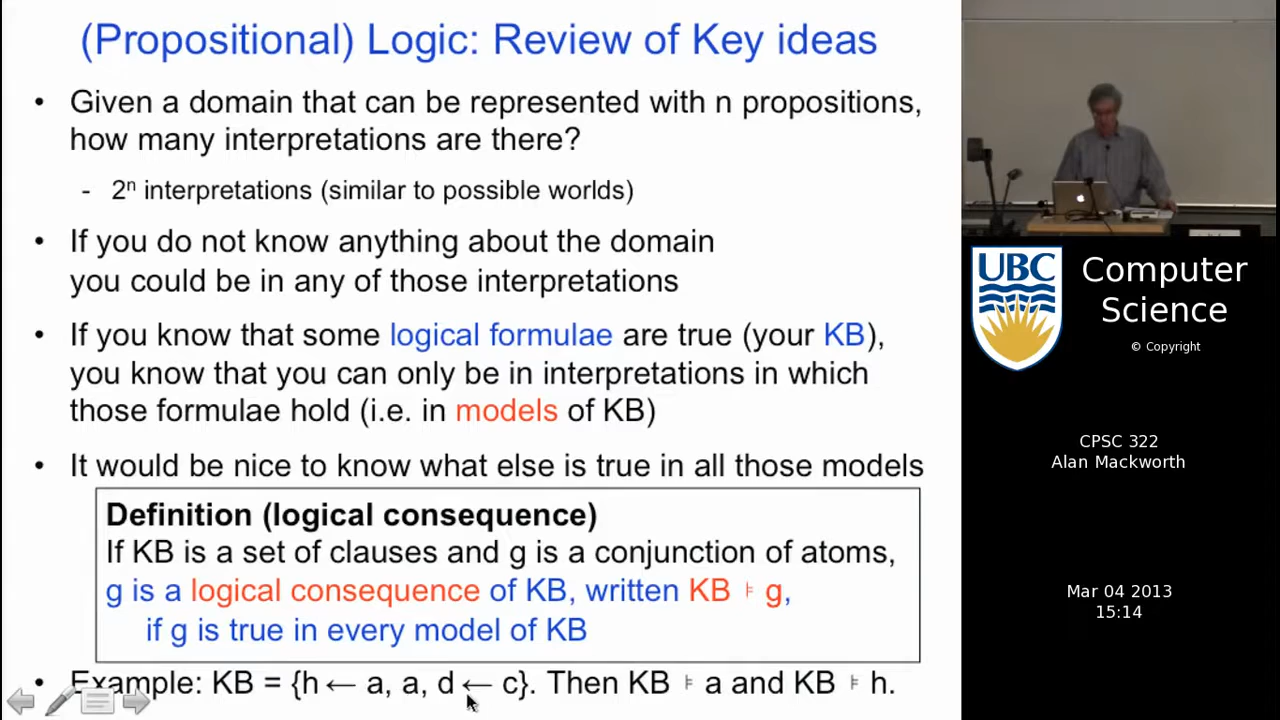 (Propositional) Logic: Review of Key ideas
• Given a domain that can be represented with n propositions,
how many interpretations are there?
- 2ⁿ interpretations (similar to possible worlds)
• If you do not know anything about the domain
you could be in any of those interpretations
• If you know that some logical formulae are true (your KB),
you know that you can only be in interpretations in which
those formulae hold (i.e. in models of KB)
• It would be nice to know what else is true in all those models
Definition (logical consequence)
If KB is a set of clauses and g is a conjunction of atoms,
g is a logical consequence of KB, written KB ⊧ g,
if g is true in every model of KB
• Example: KB = {h ← a, a, d ← c}. Then KB ⊧ a and KB ⊧ h.
UBC
Computer
Science
© Copyright
CPSC 322
Alan Mackworth
Mar 04 2013
15:14